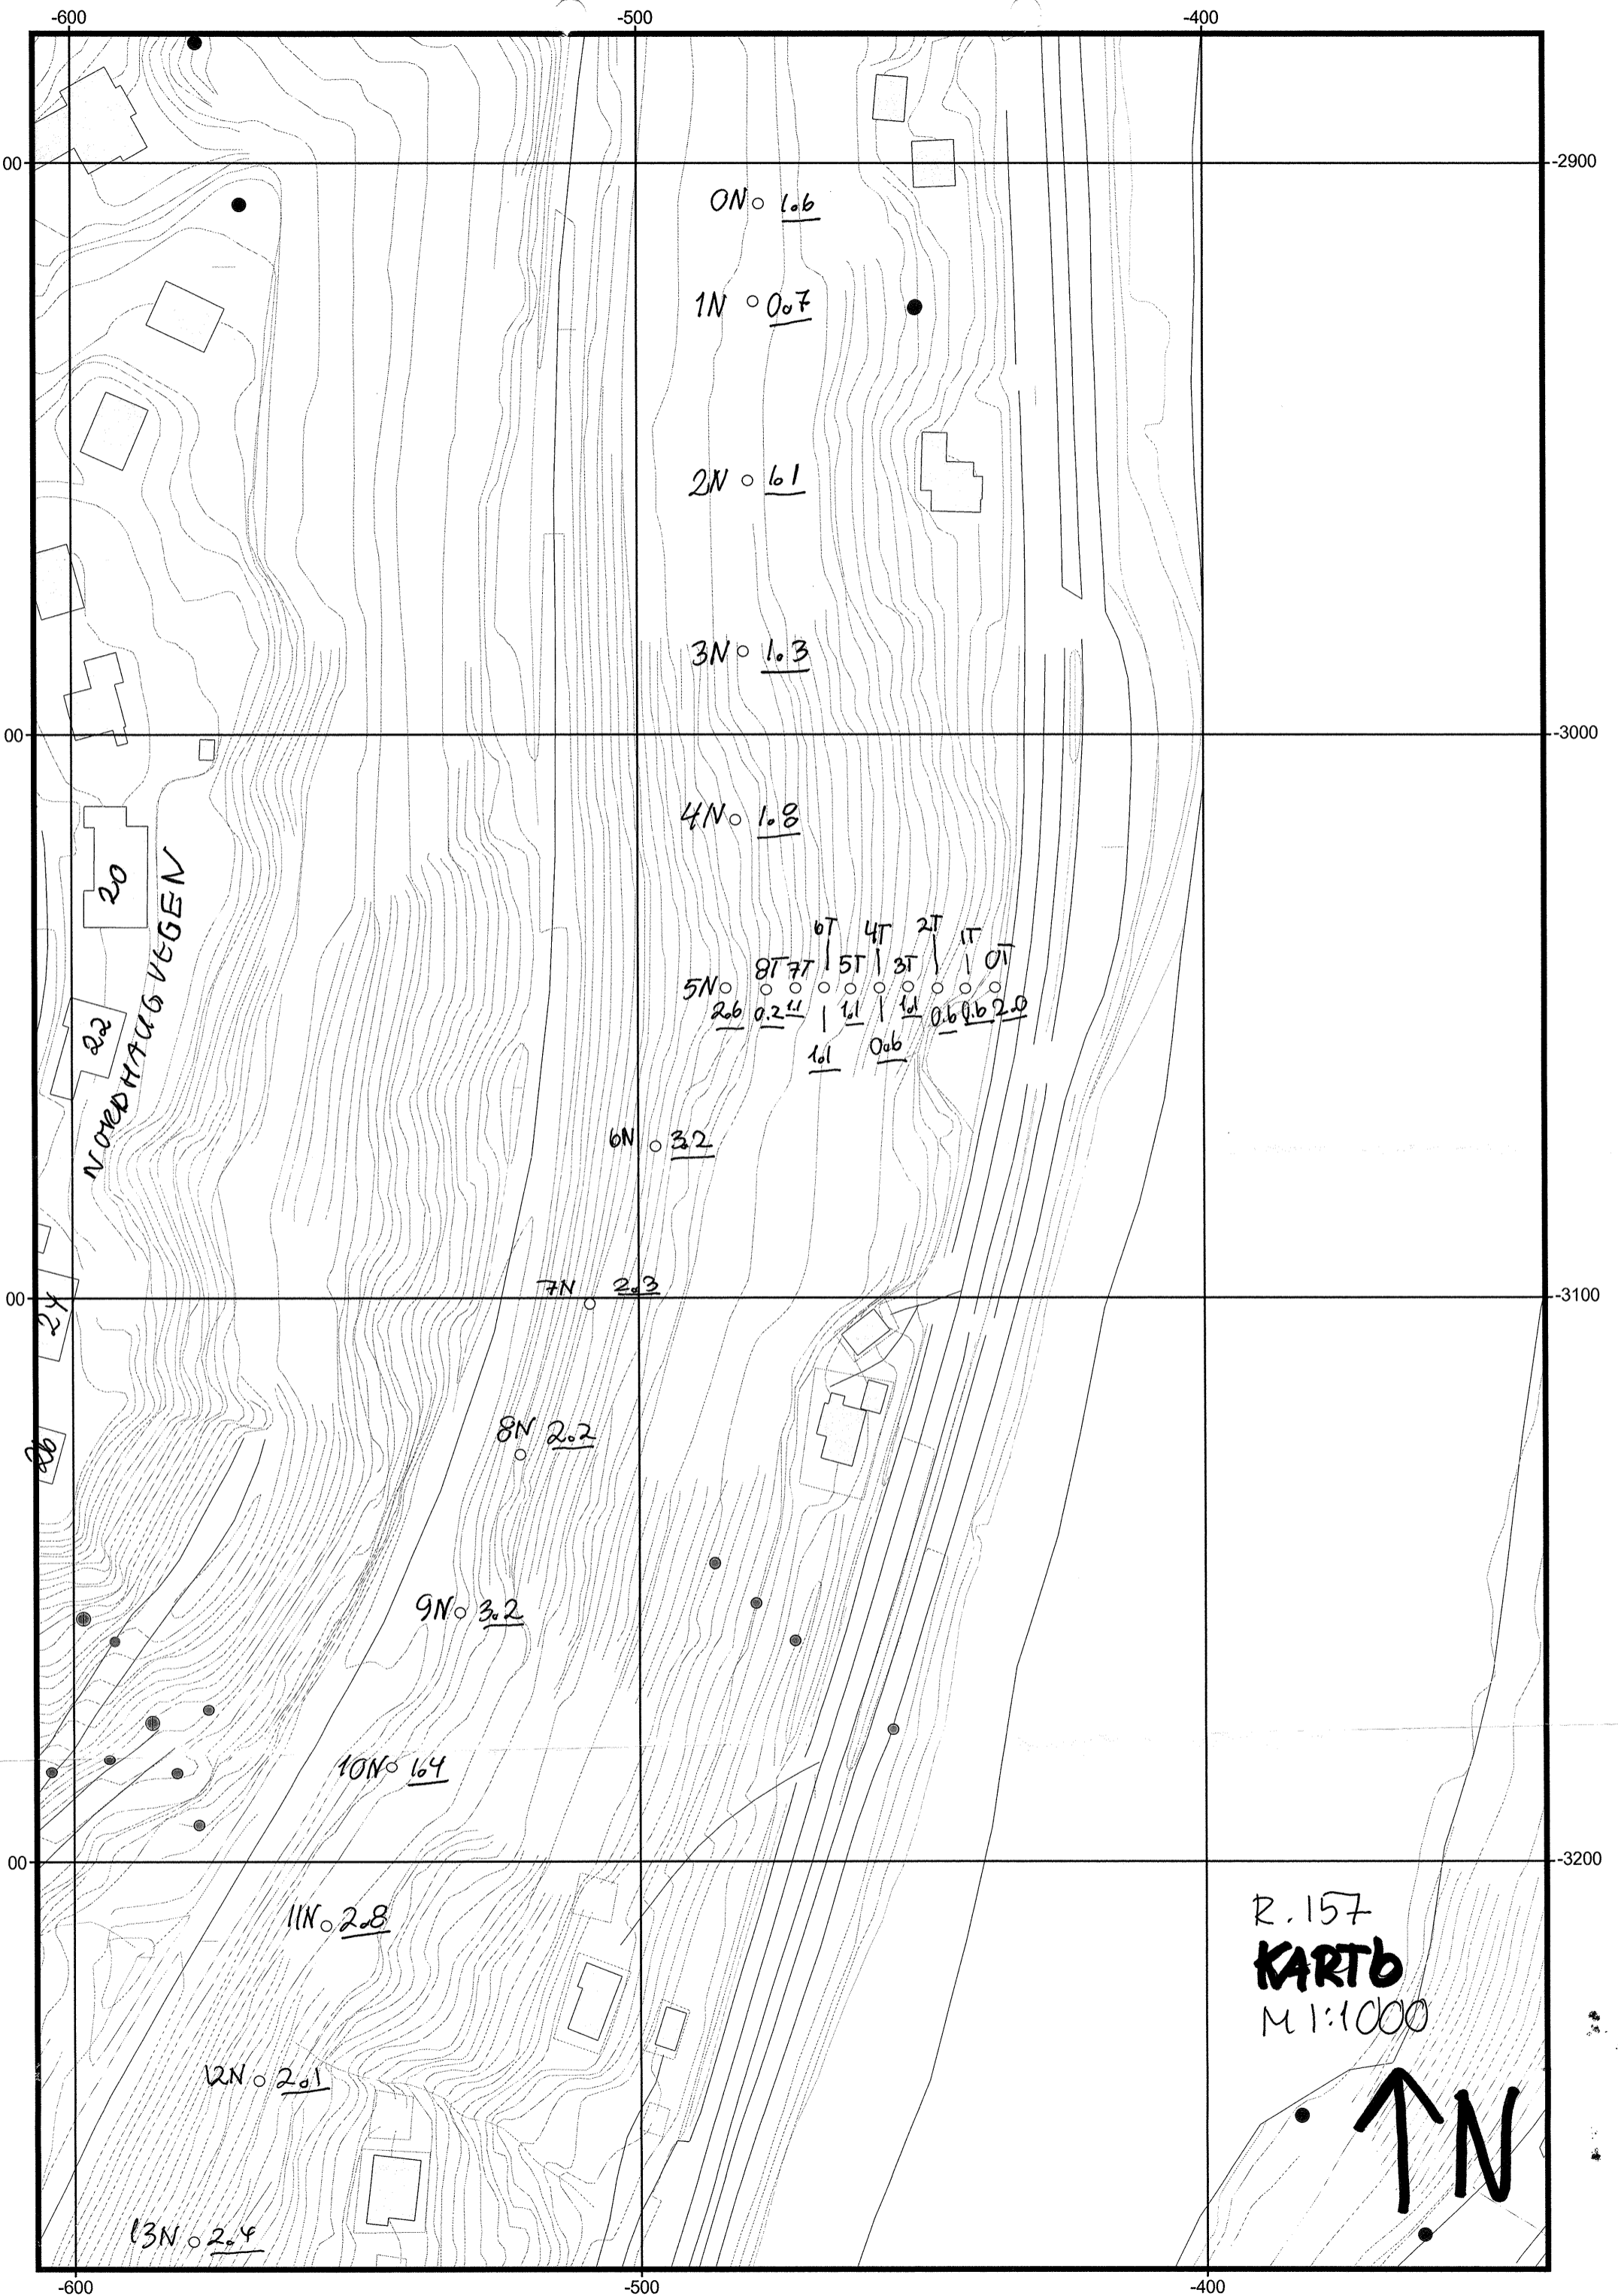 -600 -500 -400
00 -2900
0N 1.6
1N 0.7
2N 1.1
3N 1.3
00 -3000
4N 1.8
20
NORDHAUGVEGEN
6T 4T 2T 1T
8T 7T 5T 3T 0T
5N
2.6 0.2 1.1 1.1 1.1 0.6 0.6 2.0
1.1 0.6
22
6N 3.2
7N 2.3
00 -3100
24
8N 2.2
26
9N 3.2
10N 1.4
00 -3200
11N 2.8
R.157
KART6
M 1:1000
12N 2.1
N
13N 2.4
-600 -500 -400